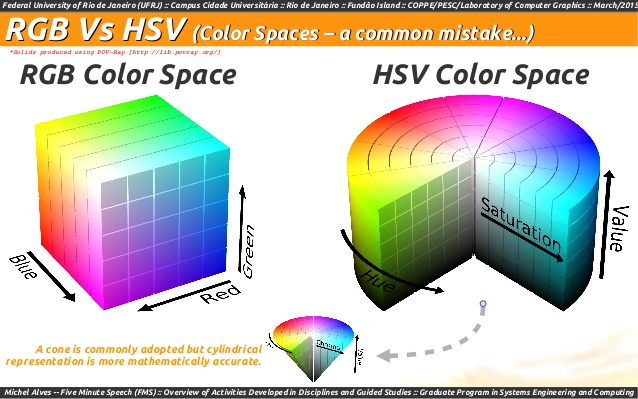 Federal University of Rio de Janeiro (UFRJ) :: Campus Cidade Universitária :: Rio de Janeiro :: Fundão Island :: COPPE/PESC/Laboratory of Computer Graphics :: March/2015
RGB Vs HSV (Color Spaces – a common mistake...)
*Solids produced using POV-Ray [http://lib.povray.org/]
RGB Color Space
HSV Color Space
Blue
Red
Green
Hue
Saturation
Value
Hue
Chroma
Value
A cone is commonly adopted but cylindrical
representation is more mathematically accurate.
Michel Alves -- Five Minute Speech (FMS) :: Overview of Activities Developed in Disciplines and Guided Studies :: Graduate Program in Systems Engineering and Computing